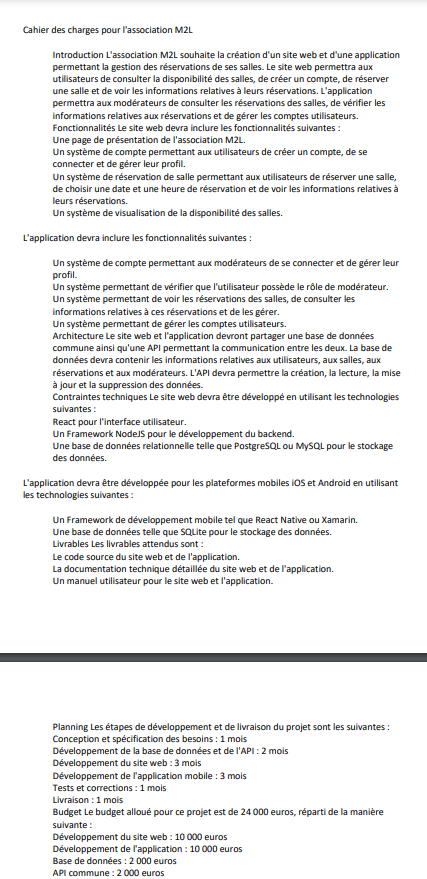 Cahier des charges pour l'association M2L
Introduction L'association M2L souhaite la création d'un site web et d'une application
permettant la gestion des réservations de ses salles. Le site web permettra aux
utilisateurs de consulter la disponibilité des salles, de créer un compte, de réserver
une salle et de voir les informations relatives à leurs réservations. L'application
permettra aux modérateurs de consulter les réservations des salles, de vérifier les
informations relatives aux réservations et de gérer les comptes utilisateurs.
Fonctionnalités Le site web devra inclure les fonctionnalités suivantes :
Une page de présentation de l'association M2L.
Un système de compte permettant aux utilisateurs de créer un compte, de se
connecter et de gérer leur profil.
Un système de réservation de salle permettant aux utilisateurs de réserver une salle,
de choisir une date et une heure de réservation et de voir les informations relatives à
leurs réservations.
Un système de visualisation de la disponibilité des salles.
L'application devra inclure les fonctionnalités suivantes :
Un système de compte permettant aux modérateurs de se connecter et de gérer leur
profil.
Un système permettant de vérifier que l'utilisateur possède le rôle de modérateur.
Un système permettant de voir les réservations des salles, de consulter les
informations relatives à ces réservations et de les gérer.
Un système permettant de gérer les comptes utilisateurs.
Architecture Le site web et l'application devront partager une base de données
commune ainsi qu'une API permettant la communication entre les deux. La base de
données devra contenir les informations relatives aux utilisateurs, aux salles, aux
réservations et aux modérateurs. L'API devra permettre la création, la lecture, la mise
à jour et la suppression des données.
Contraintes techniques Le site web devra être développé en utilisant les technologies
suivantes :
React pour l'interface utilisateur.
Un Framework NodeJS pour le développement du backend.
Une base de données relationnelle telle que PostgreSQL ou MySQL pour le stockage
des données.
L'application devra être développée pour les plateformes mobiles iOS et Android en utilisant
les technologies suivantes :
Un Framework de développement mobile tel que React Native ou Xamarin.
Une base de données telle que SQLite pour le stockage des données.
Livrables Les livrables attendus sont :
Le code source du site web et de l'application.
La documentation technique détaillée du site web et de l'application.
Un manuel utilisateur pour le site web et l'application.
Planning Les étapes de développement et de livraison du projet sont les suivantes :
Conception et spécification des besoins : 1 mois
Développement de la base de données et de l'API : 2 mois
Développement du site web : 3 mois
Développement de l'application mobile : 3 mois
Tests et corrections : 1 mois
Livraison : 1 mois
Budget Le budget alloué pour ce projet est de 24 000 euros, réparti de la manière
suivante :
Développement du site web : 10 000 euros
Développement de l'application : 10 000 euros
Base de données : 2 000 euros
API commune : 2 000 euros